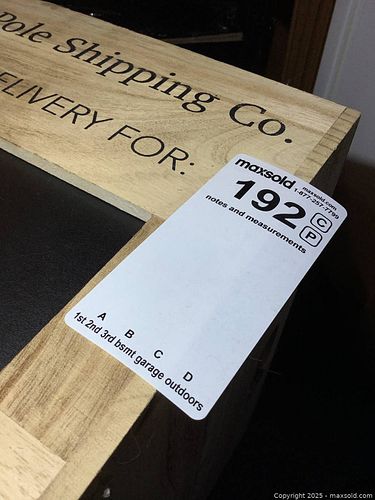 Pole Shipping Co.
ELIVERY FOR:
maxsold
maxsold.com
1-877-257-7799
192
C
P
notes and measurements
A B C D
1st 2nd 3rd bsmt garage outdoors
Copyright 2025 - maxsold.com